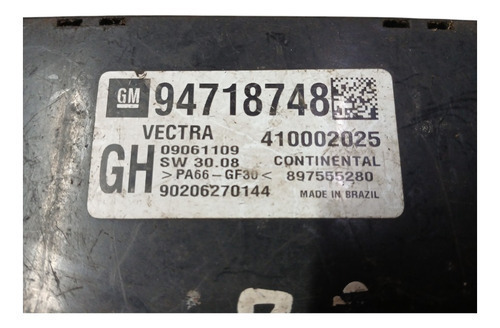 GM 94718748
VECTRA 410002025
GH 09061109 CONTINENTAL
SW 30.08 897555280
>PA66-GF30<
90206270144 MADE IN BRAZIL